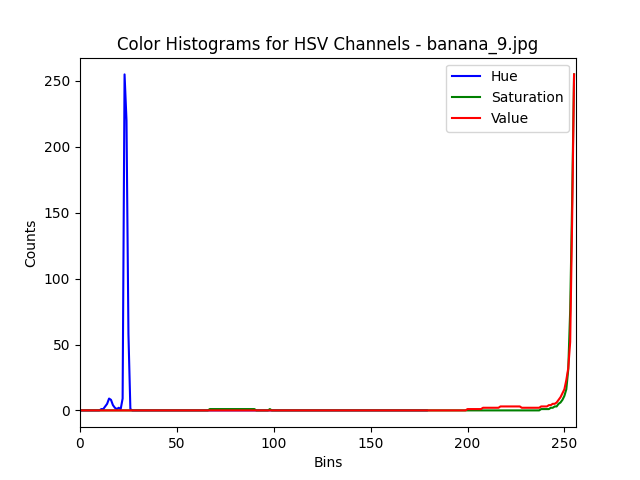 Color Histograms for HSV Channels - banana_9.jpg
Hue
Saturation
Value
Counts
250
200
150
100
50
0
0 50 100 150 200 250
Bins